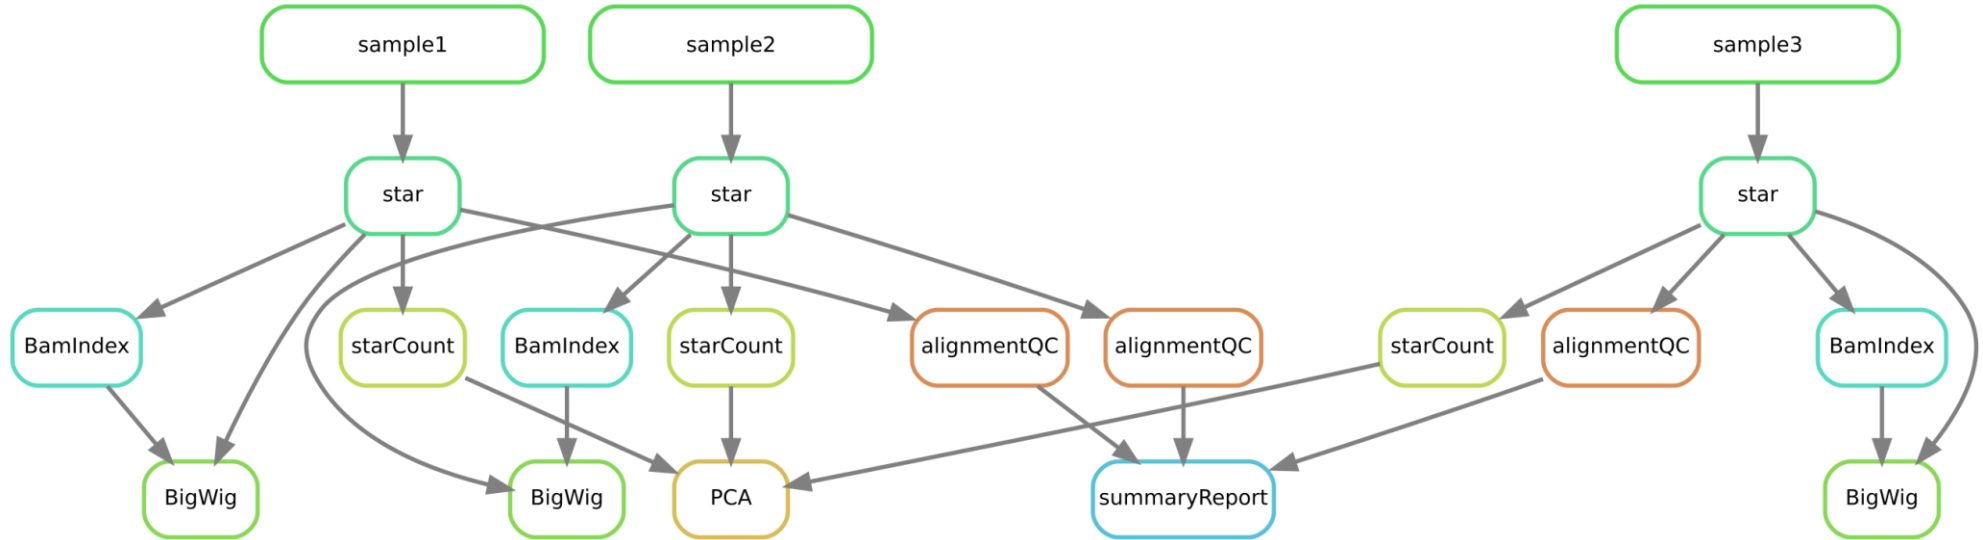 sample1
sample2
sample3
star
star
star
BamIndex
starCount
BamIndex
starCount
alignmentQC
alignmentQC
starCount
alignmentQC
BamIndex
BigWig
BigWig
PCA
summaryReport
BigWig